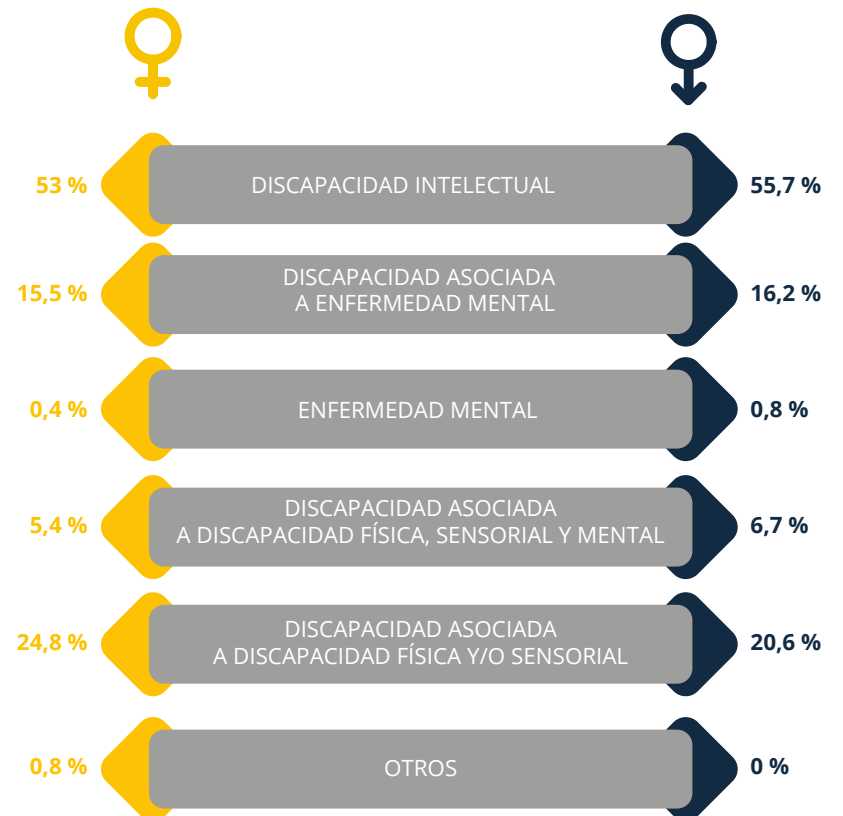 53 %
DISCAPACIDAD INTELECTUAL
55,7 %
15,5 %
DISCAPACIDAD ASOCIADA
A ENFERMEDAD MENTAL
16,2 %
0,4 %
ENFERMEDAD MENTAL
0,8 %
5,4 %
DISCAPACIDAD ASOCIADA
A DISCAPACIDAD FÍSICA, SENSORIAL Y MENTAL
6,7 %
24,8 %
DISCAPACIDAD ASOCIADA
A DISCAPACIDAD FÍSICA Y/O SENSORIAL
20,6 %
0,8 %
OTROS
0 %